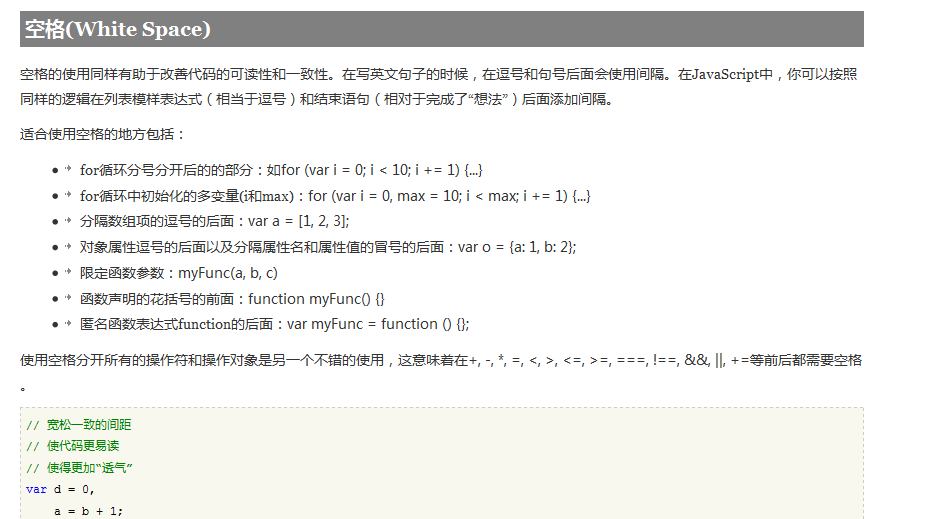 空格(White Space)
空格的使用同样有助于改善代码的可读性和一致性。在写英文句子的时候，在逗号和句号后面会使用间隔。在JavaScript中，你可以按照
同样的逻辑在列表模样表达式（相当于逗号）和结束语句（相对于完成了“想法”）后面添加间隔。
适合使用空格的地方包括：
for循环分号分开后的的部分：如for (var i = 0; i < 10; i += 1) {...}
for循环中初始化的多变量(i和max)：for (var i = 0, max = 10; i < max; i += 1) {...}
分隔数组项的逗号的后面：var a = [1, 2, 3];
对象属性逗号的后面以及分隔属性名和属性值的冒号的后面：var o = {a: 1, b: 2};
限定函数参数：myFunc(a, b, c)
函数声明的花括号的前面：function myFunc() {}
匿名函数表达式function的后面：var myFunc = function () {};
使用空格分开所有的操作符和操作对象是另一个不错的使用，这意味着在+, -, *, =, <, >, <=, >=, ===, !==, &&, ||, +=等前后都需要空格
。
// 宽松一致的间距
// 使代码更易读
// 使得更加“透气”
var d = 0,
    a = b + 1;